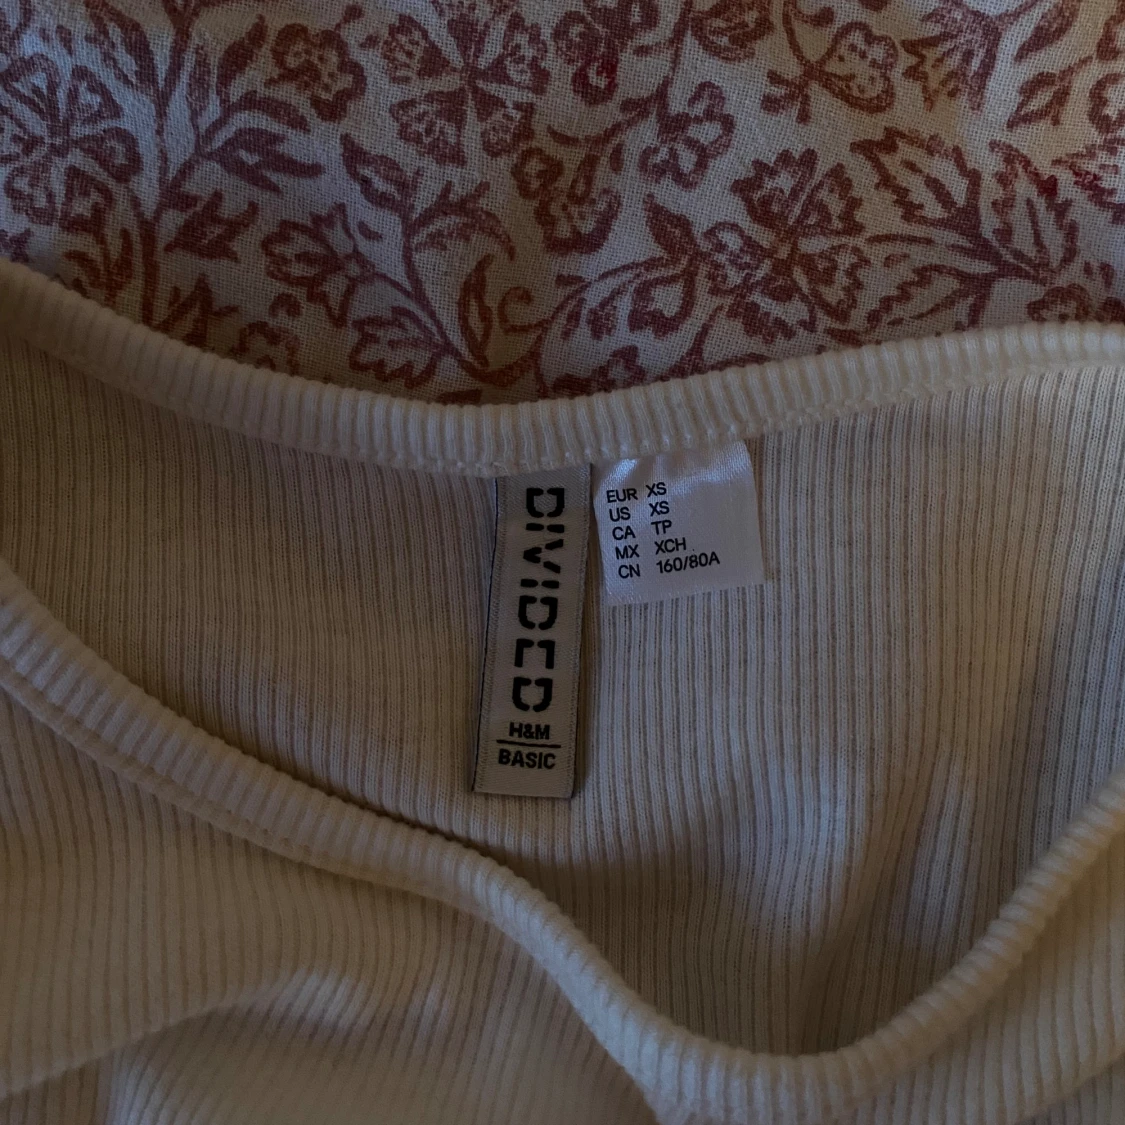 DIVIDED
H&M
BASIC
EUR XS
US XS
CA TP
MX XCH
CN 160/80A